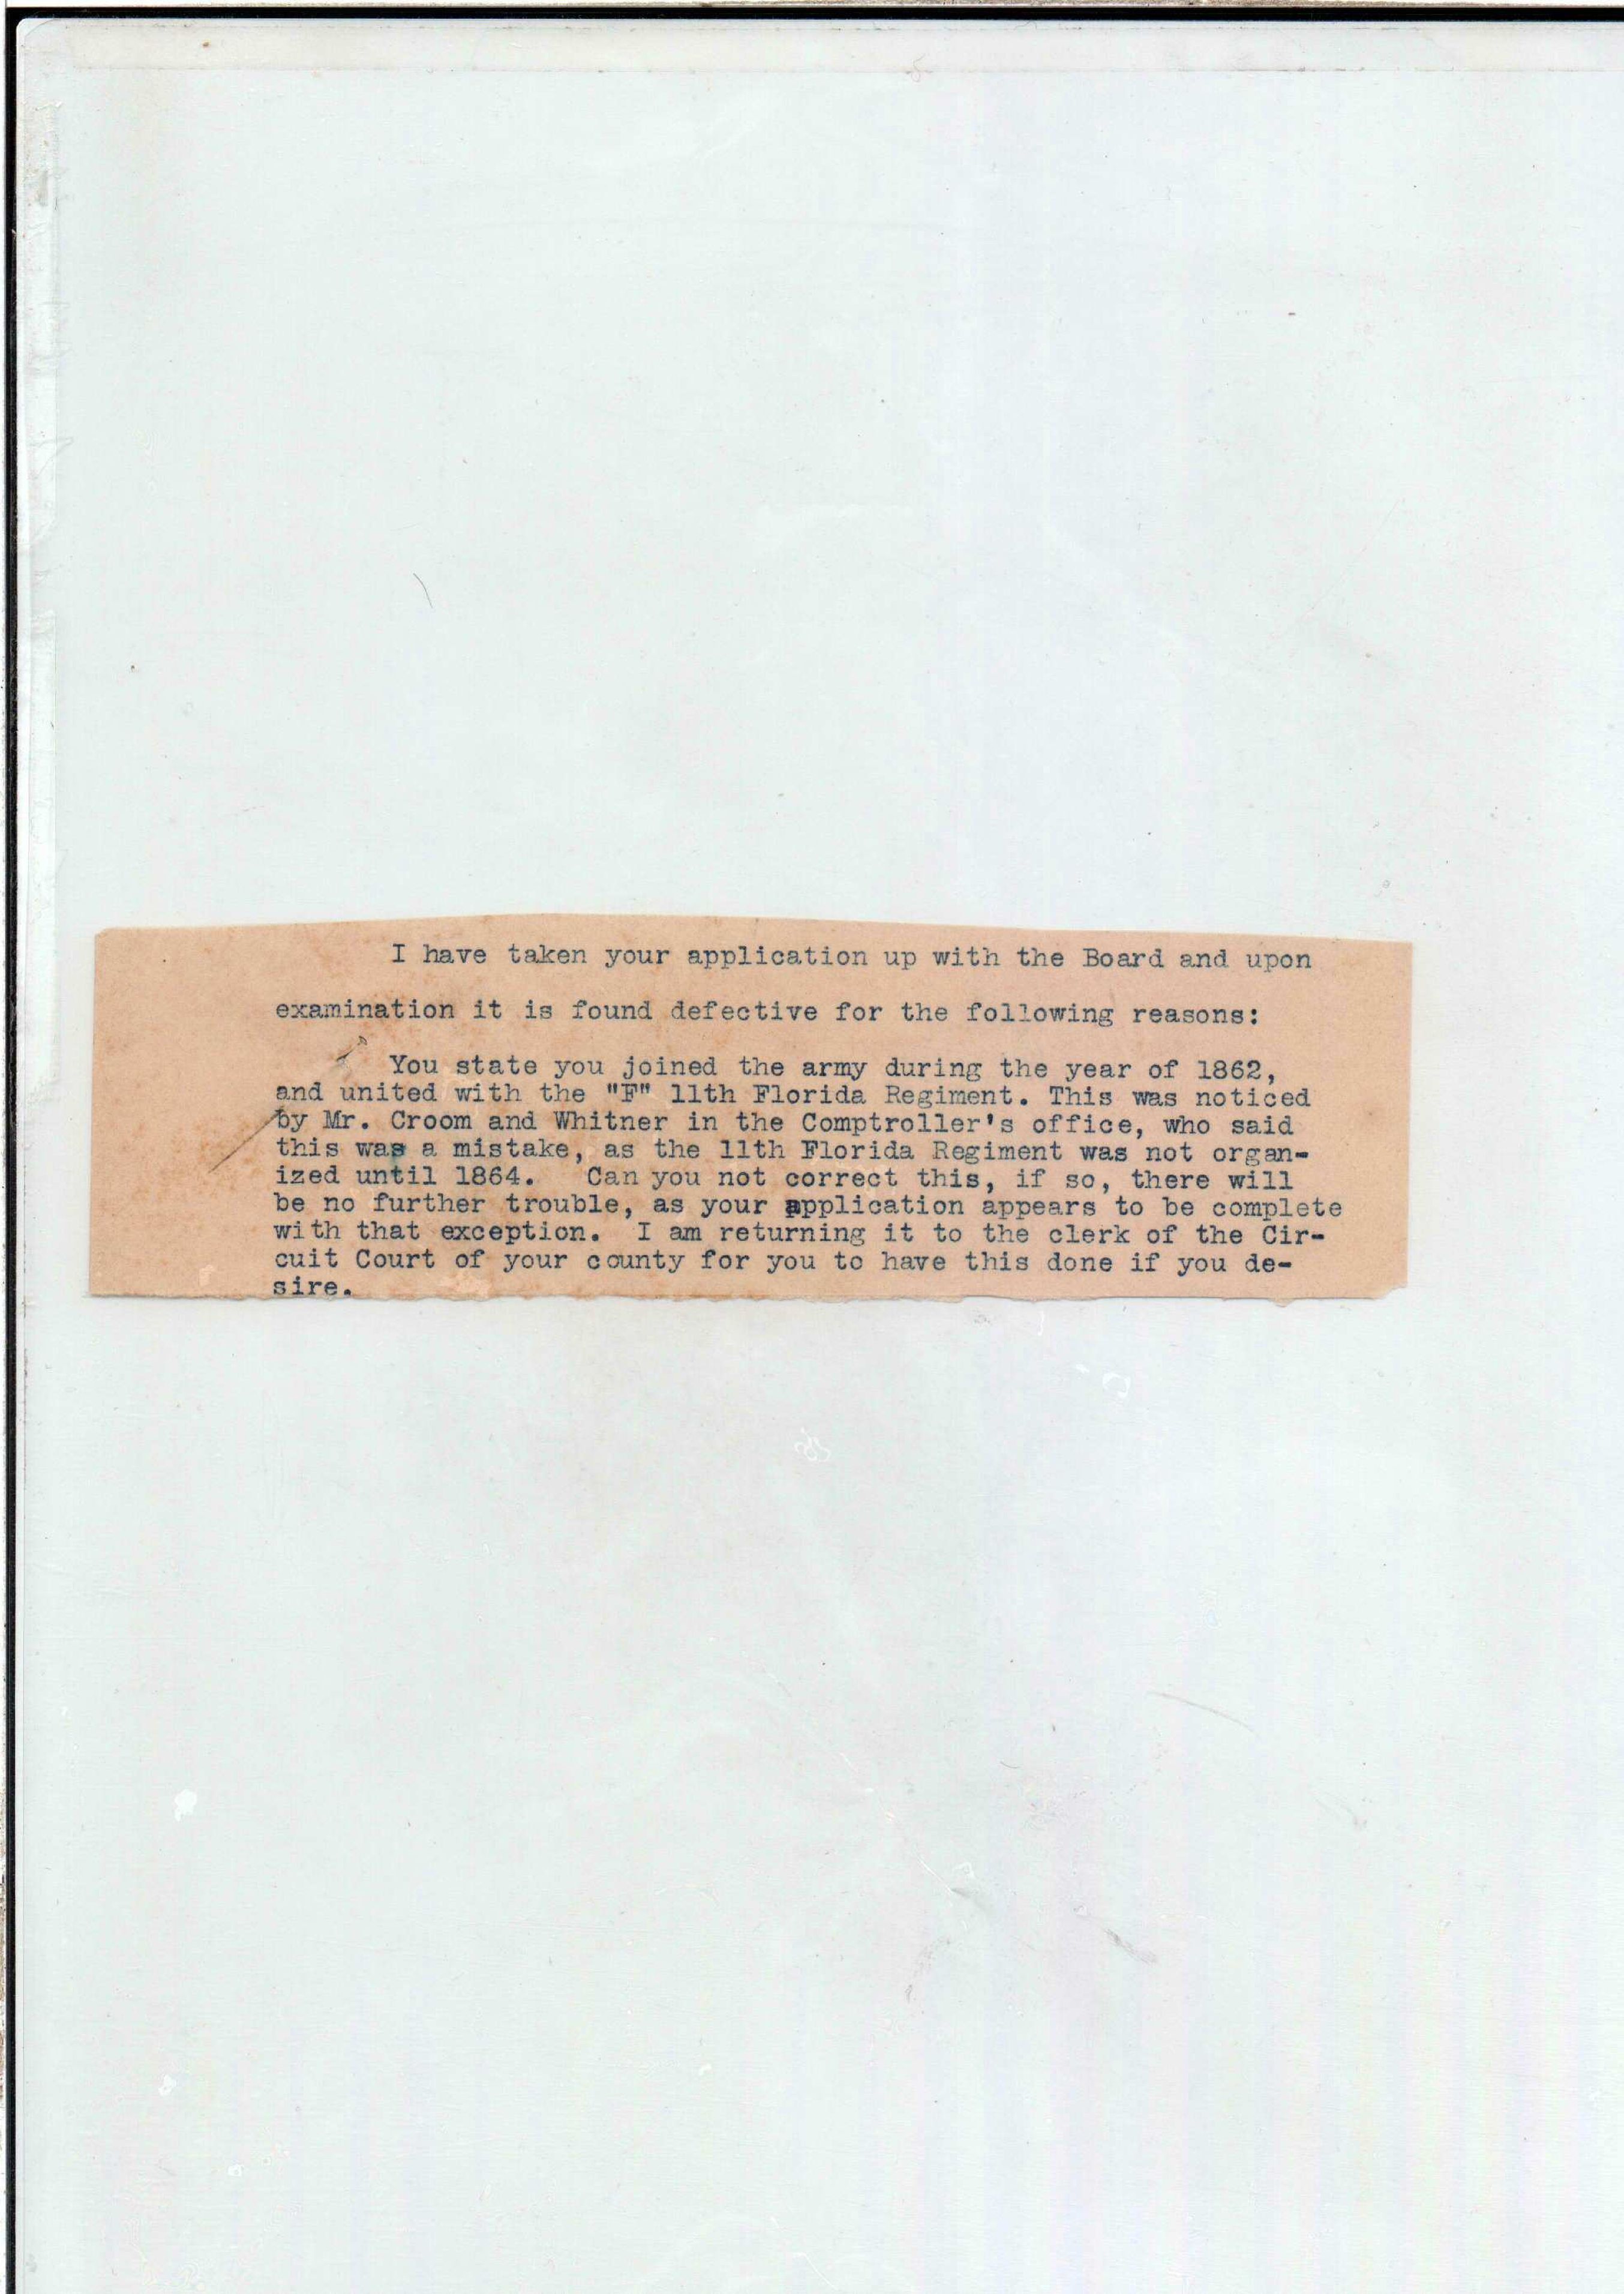 I have taken your application up with the Board and upon
examination it is found defective for the following reasons:
You state you joined the army during the year of 1862,
and united with the "F" 11th Florida Regiment. This was noticed
by Mr. Croom and Whitner in the Comptroller's office, who said
this was a mistake, as the 11th Florida Regiment was not organ-
ized until 1864. Can you not correct this, if so, there will
be no further trouble, as your application appears to be complete
with that exception. I am returning it to the clerk of the Cir-
cuit Court of your county for you to have this done if you de-
sire.